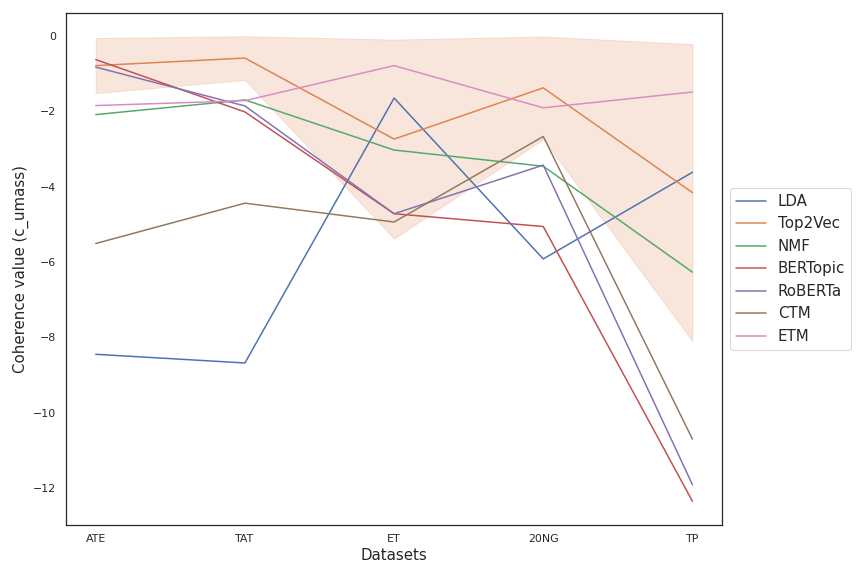 0
−2
−4
−6
−8
−10
−12
Coherence value (c_umass)
ATE
TAT
ET
20NG
TP
Datasets
LDA
Top2Vec
NMF
BERTopic
RoBERTa
CTM
ETM